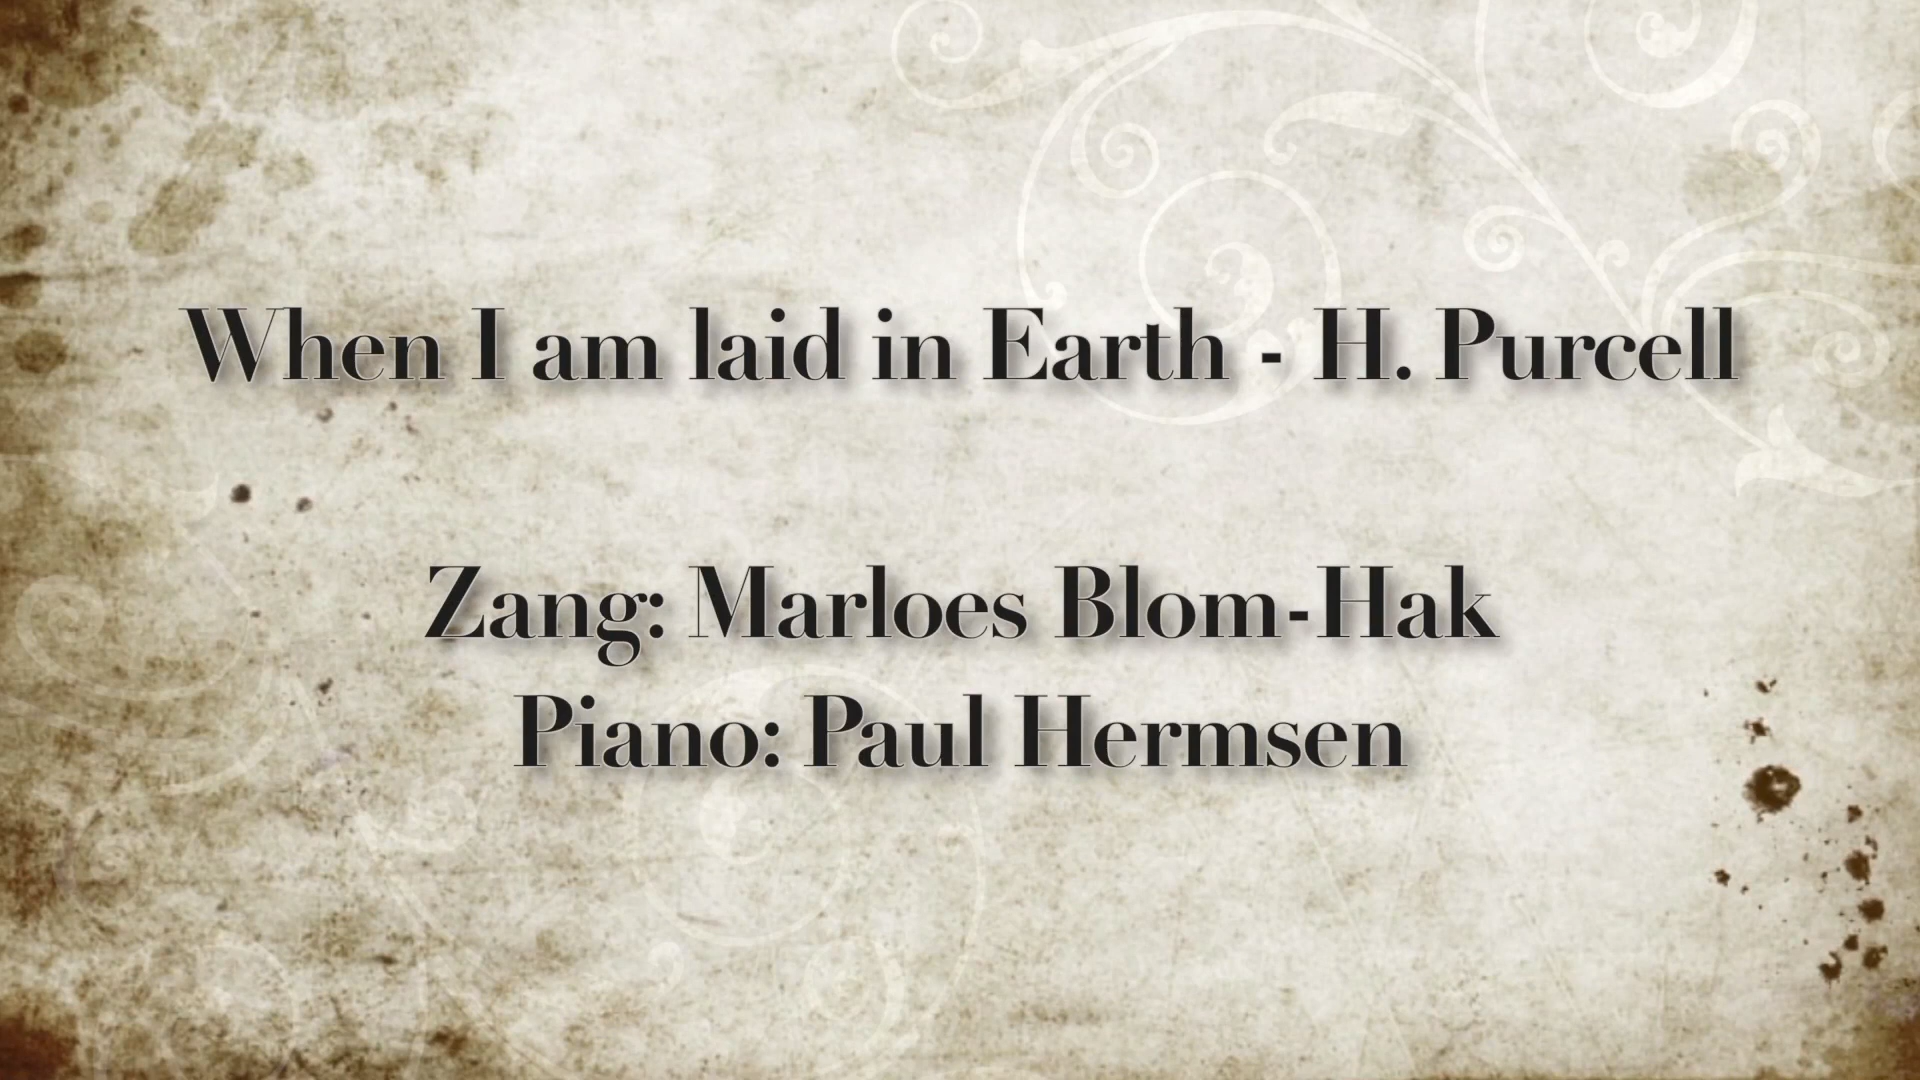 When I am laid in Earth - H. Purcell
Zang: Marloes Blom-Hak
Piano: Paul Hermsen